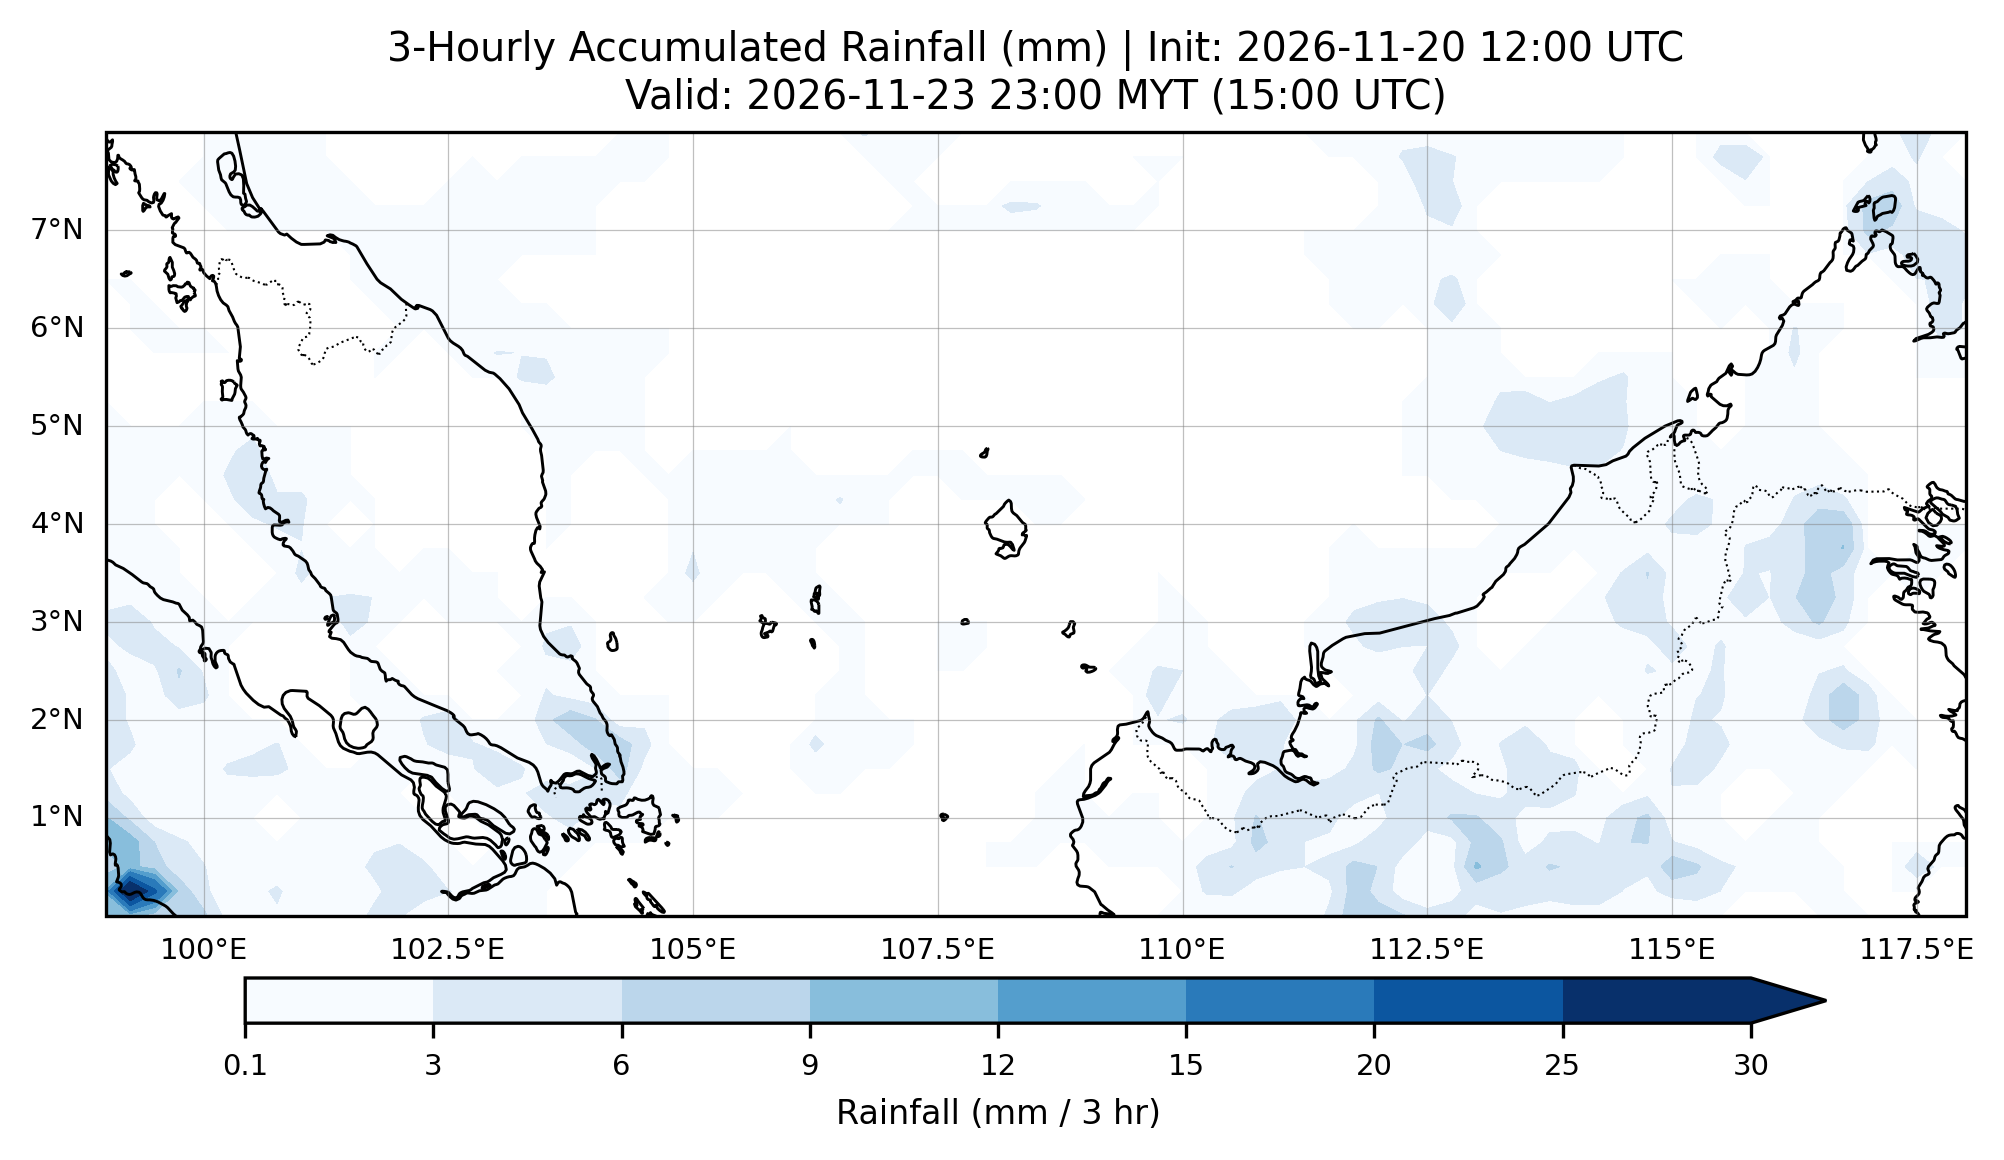 3-Hourly Accumulated Rainfall (mm) | Init: 2026-11-20 12:00 UTC
Valid: 2026-11-23 23:00 MYT (15:00 UTC)
7°N
6°N
5°N
4°N
3°N
2°N
1°N
100°E 102.5°E 105°E 107.5°E 110°E 112.5°E 115°E 117.5°E
0.1 3 6 9 12 15 20 25 30
Rainfall (mm / 3 hr)